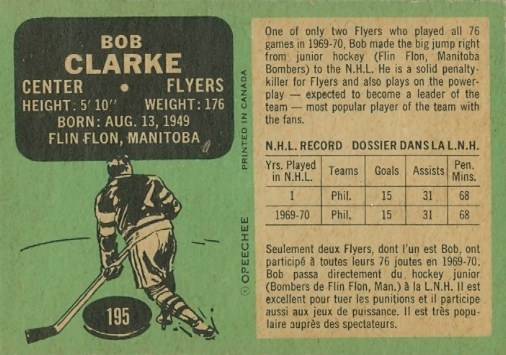 BOB
CLARKE
CENTER • FLYERS
HEIGHT: 5' 10" WEIGHT: 176
BORN: AUG. 13, 1949
FLIN FLON, MANITOBA
PRINTED IN CANADA
© OPEECHEE
195
One of only two Flyers who played all 76
games in 1969-70, Bob made the big jump right
from junior hockey (Flin Flon, Manitoba
Bombers) to the N.H.L. He is a solid penalty-
killer for Flyers and also plays on the power-
play — expected to become a leader of the
team — most popular player of the team with
the fans.
N.H.L. RECORD DOSSIER DANS LA L.N.H.
Yrs. Played in N.H.L. Teams Goals Assists Pen. Mins.
1 Phil. 15 31 68
1969-70 Phil. 15 31 68
Seulement deux Flyers, dont l'un est Bob, ont
participé à toutes leurs 76 joutes en 1969-70.
Bob passa directement du hockey junior
(Bombers de Flin Flon, Man.) à la L.N.H. Il est
excellent pour tuer les punitions et il participe
aussi aux jeux de puissance. Il est très popu-
laire auprès des spectateurs.